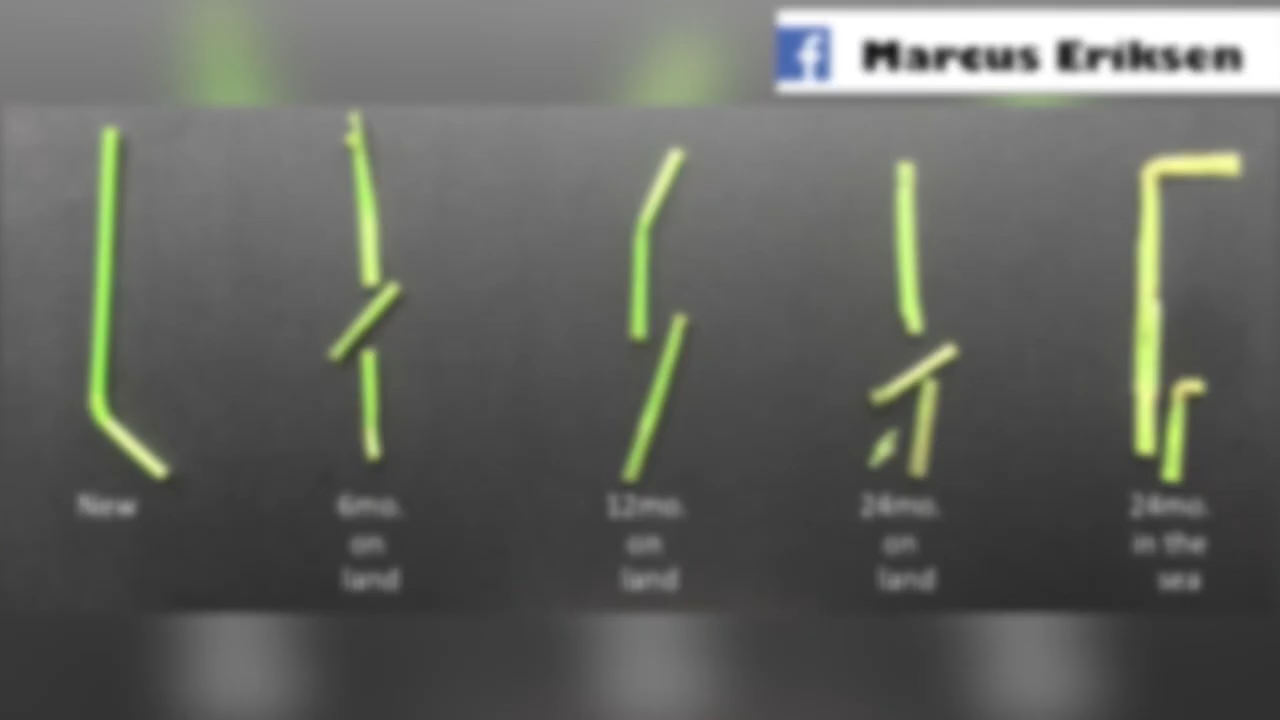 Marcus Eriksen
New
6mo.
on
land
12mo.
on
land
24mo.
on
land
24mo.
in the
sea